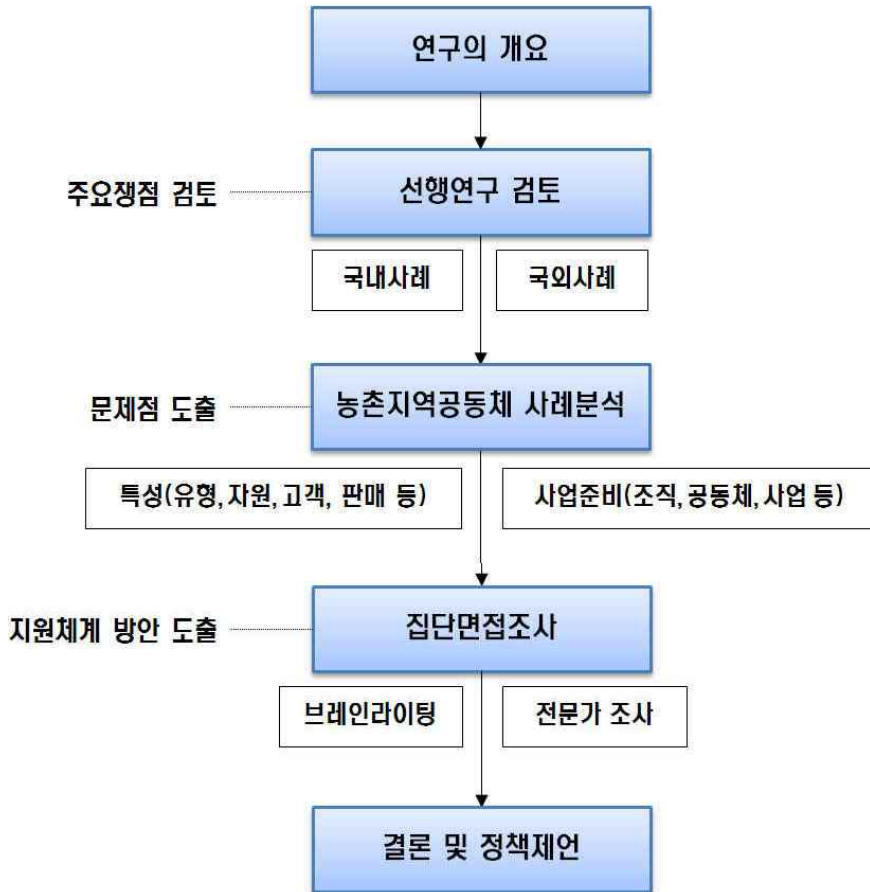 연구의 개요
주요쟁점 검토
선행연구 검토
국내사례
국외사례
문제점 도출
농촌지역공동체 사례분석
특성(유형, 자원, 고객, 판매 등)
사업준비(조직, 공동체, 사업 등)
지원체계 방안 도출
집단면접조사
브레인라이팅
전문가 조사
결론 및 정책제언